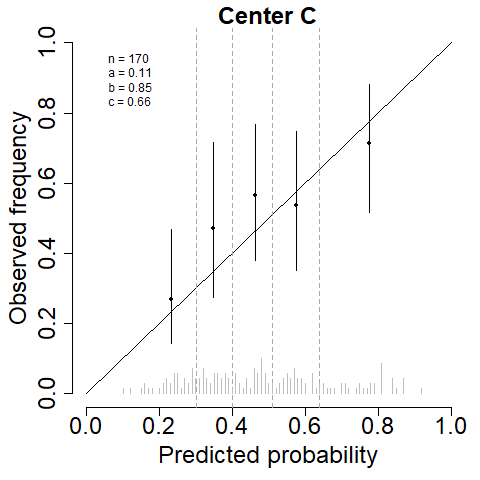 Center C
n = 170
a = 0.11
b = 0.85
c = 0.66
Observed frequency
1.0
0.8
0.6
0.4
0.2
0.0
0.0 0.2 0.4 0.6 0.8 1.0
Predicted probability